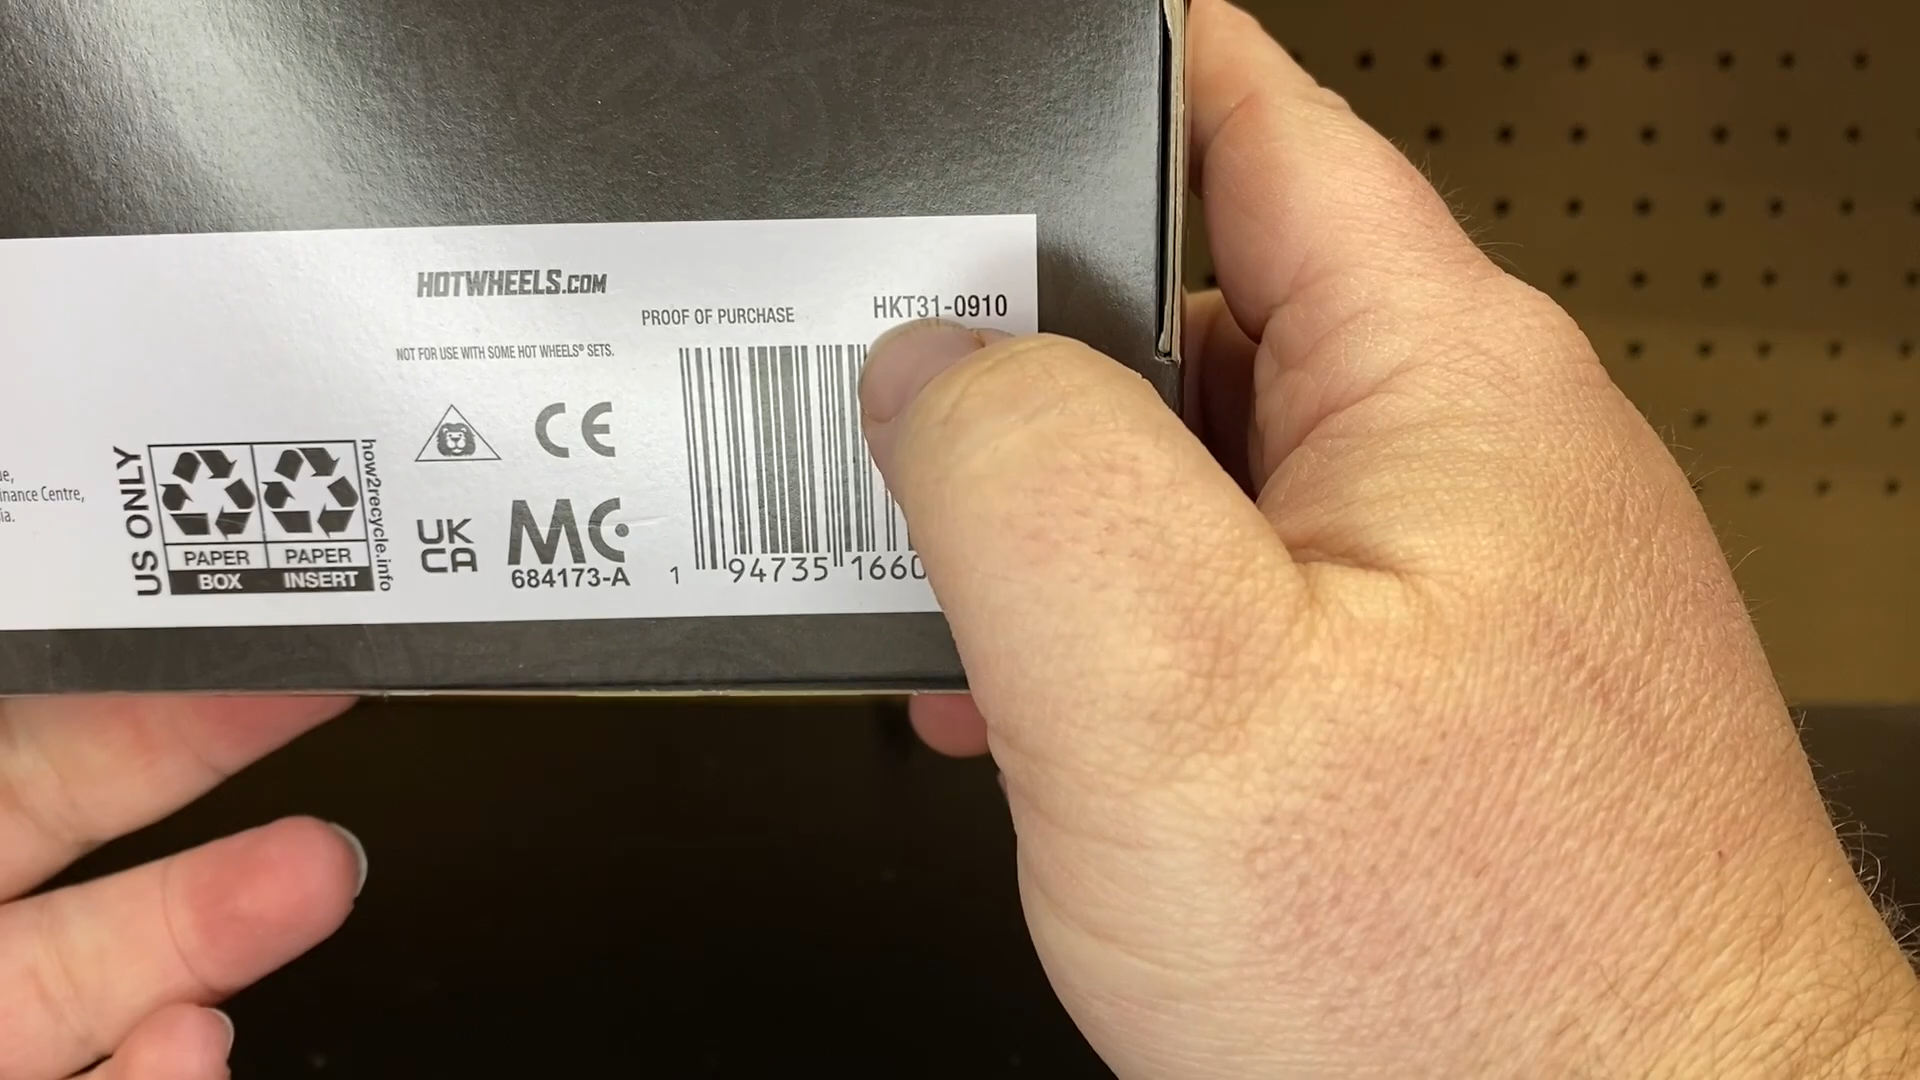 HOTWHEELS.COM
PROOF OF PURCHASE
HKT31-0910
NOT FOR USE WITH SOME HOT WHEELS® SETS.
CE
inance Centre,
ia.
US ONLY
PAPER
BOX
PAPER
INSERT
how2recycle.info
UK
CA
MC
684173-A
1 94735 1660